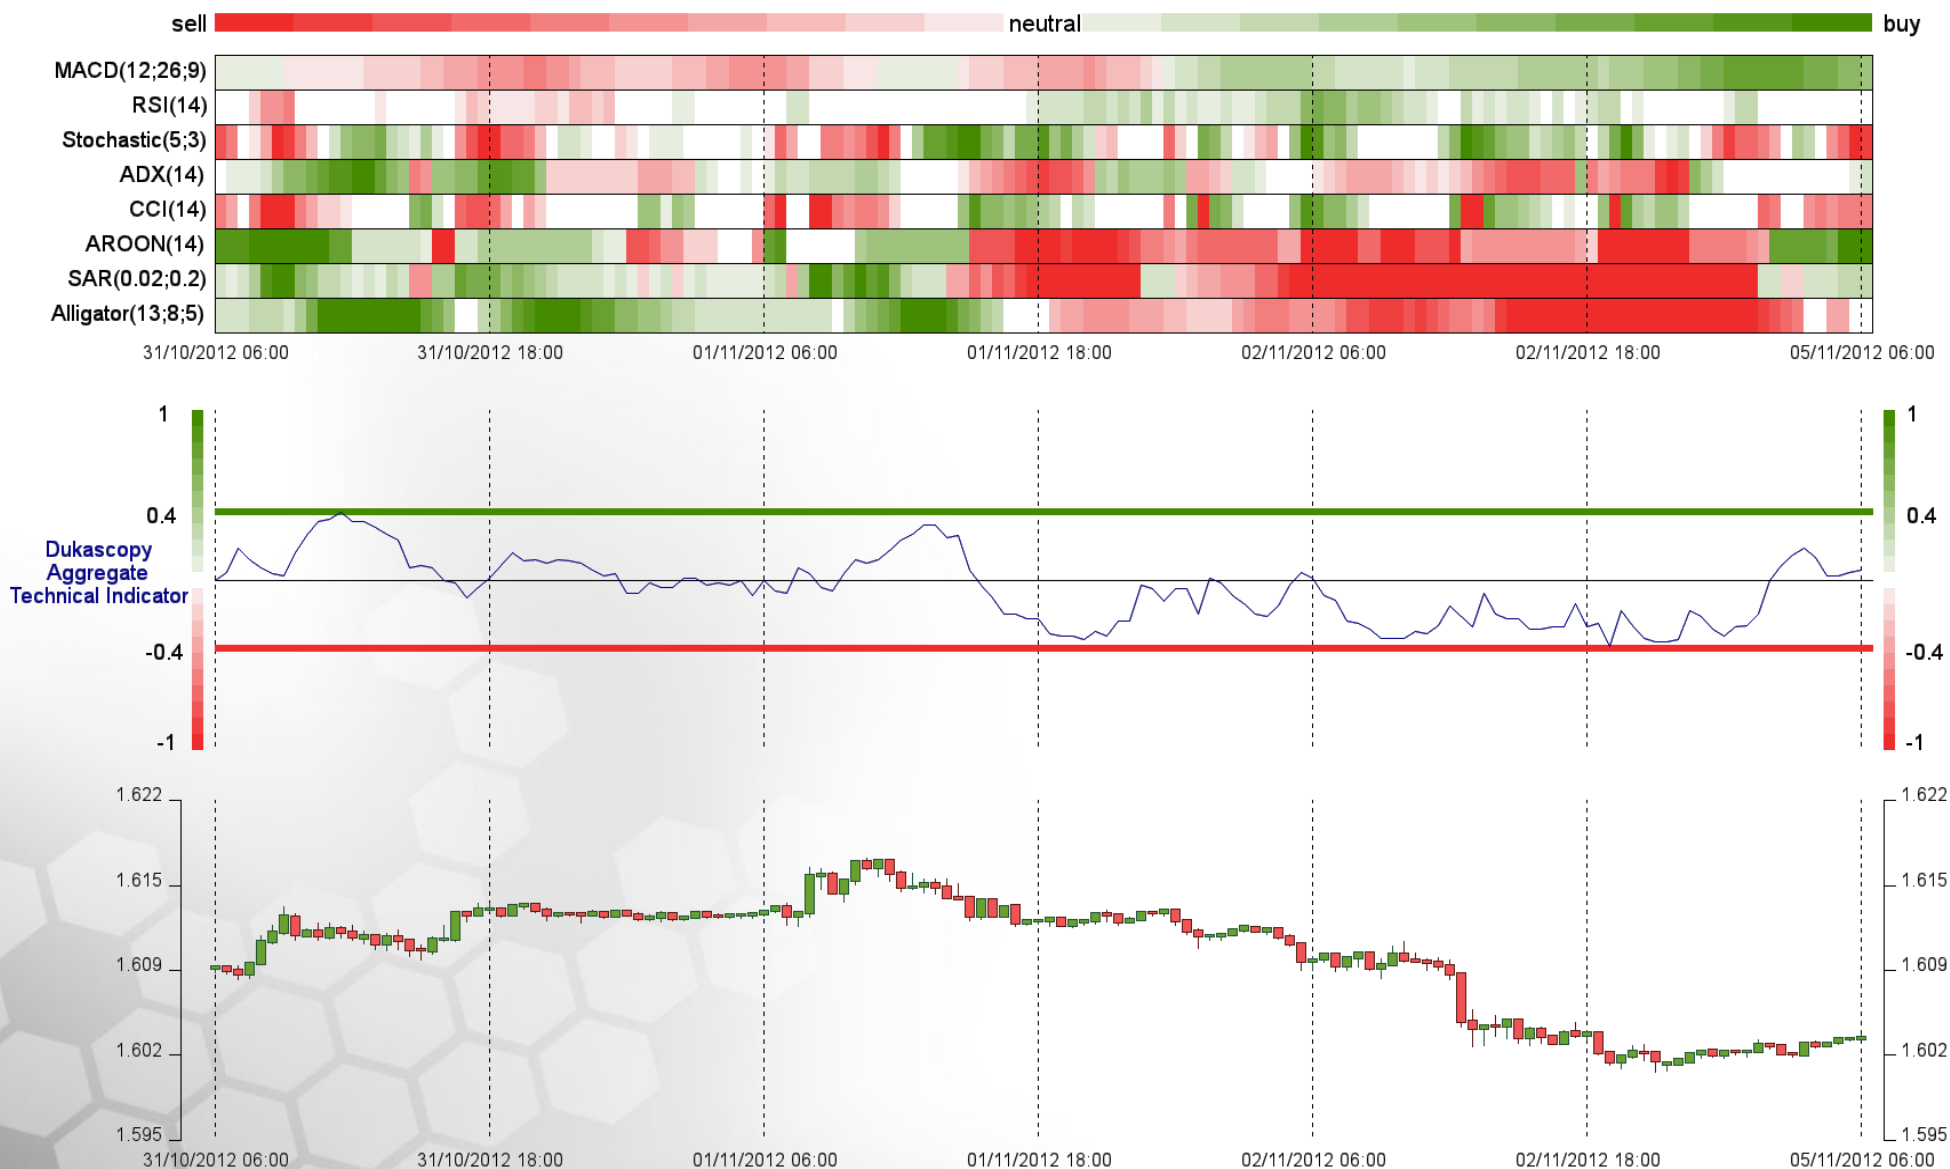 sell neutral buy
MACD(12;26;9)
RSI(14)
Stochastic(5;3)
ADX(14)
CCI(14)
AROON(14)
SAR(0.02;0.2)
Alligator(13;8;5)
31/10/2012 06:00 31/10/2012 18:00 01/11/2012 06:00 01/11/2012 18:00 02/11/2012 06:00 02/11/2012 18:00 05/11/2012 06:00
1 1
0.4 0.4
Dukascopy
Aggregate
Technical Indicator
-0.4 -0.4
-1 -1
1.622 1.622
1.615 1.615
1.609 1.609
1.602 1.602
1.595 1.595
31/10/2012 06:00 31/10/2012 18:00 01/11/2012 06:00 01/11/2012 18:00 02/11/2012 06:00 02/11/2012 18:00 05/11/2012 06:00